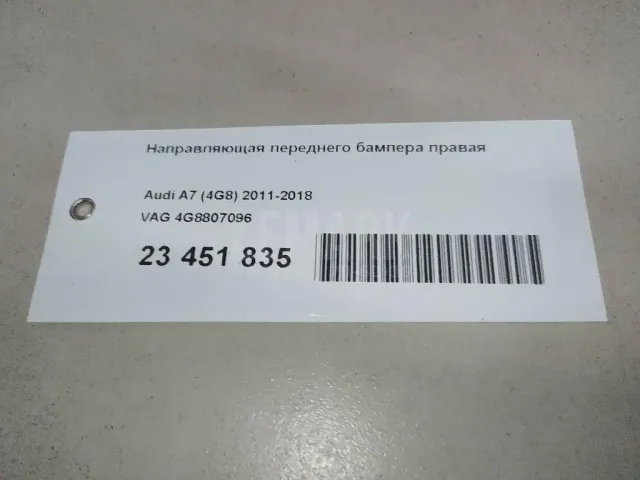 Направляющая переднего бампера правая
Audi A7 (4G8) 2011-2018
VAG 4G8807096
23 451 835